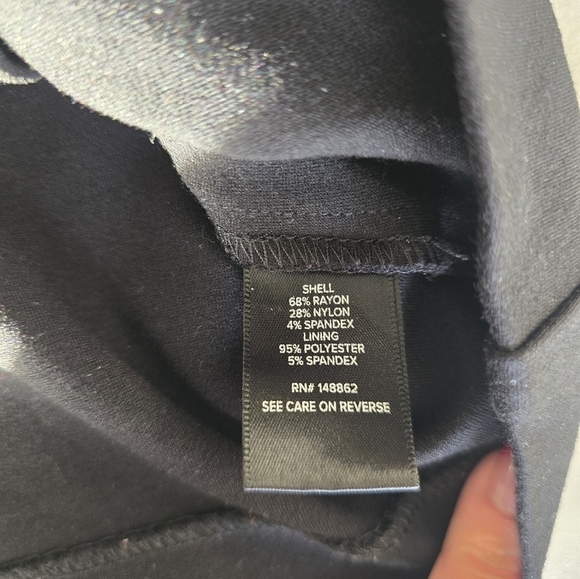 SHELL
68% RAYON
28% NYLON
4% SPANDEX
LINING
95% POLYESTER
5% SPANDEX
RN# 148862
SEE CARE ON REVERSE